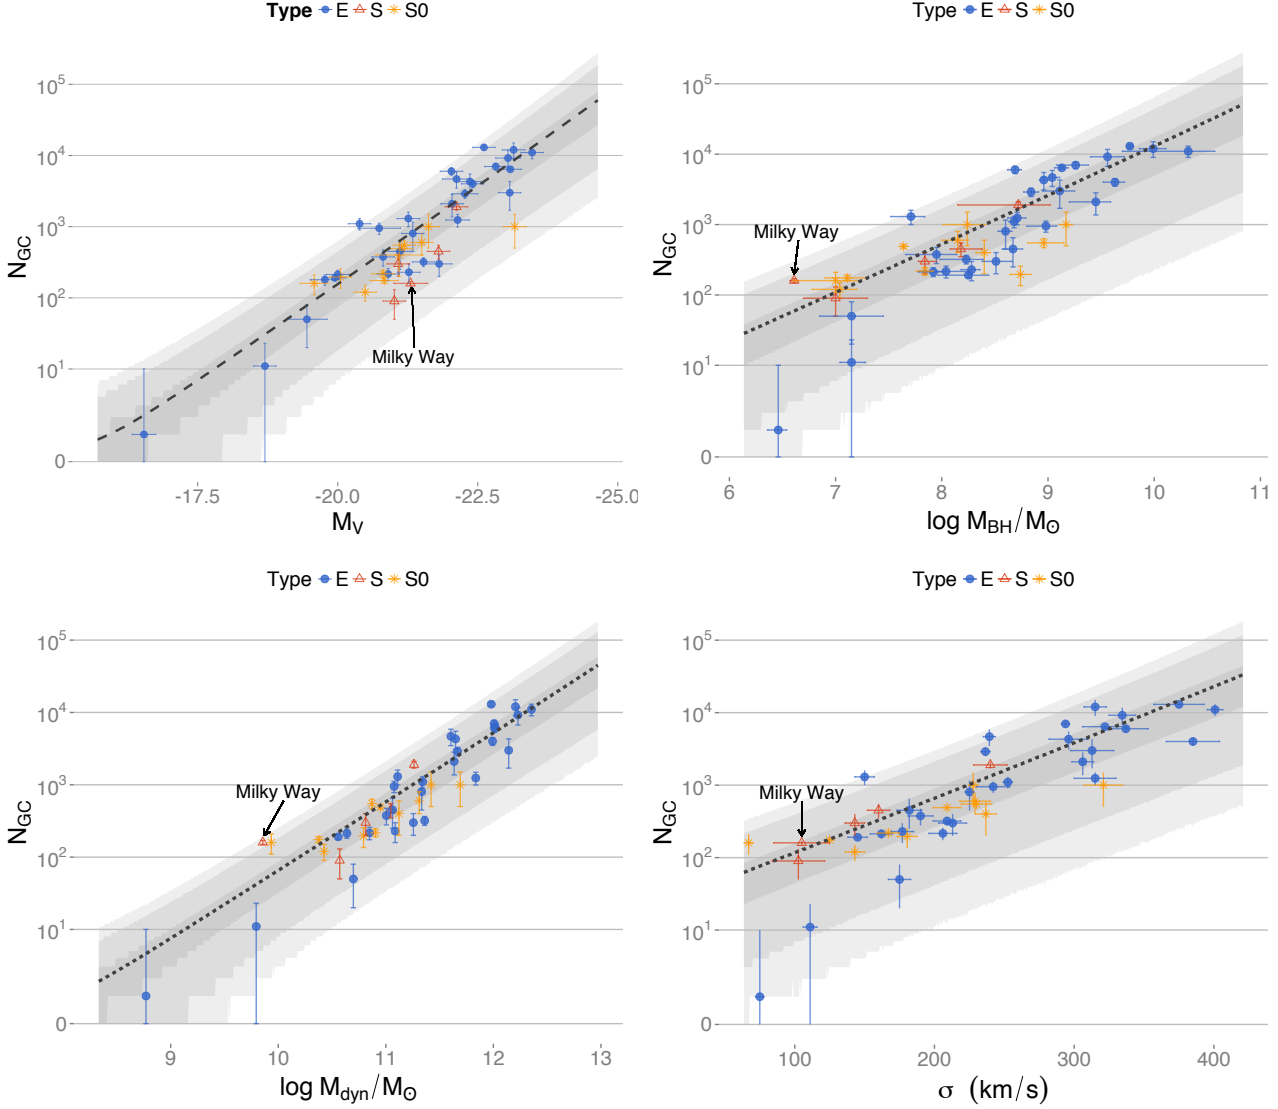 Type E S S0
10^5
10^4
10^3
10^2
10^1
0
N_GC
Milky Way
-17.5 -20.0 -22.5 -25.0
M_V
Type E S S0
10^5
10^4
10^3
10^2
10^1
0
N_GC
Milky Way
6 7 8 9 10 11
log M_BH/M_⊙
Type E S S0
10^5
10^4
10^3
10^2
10^1
0
N_GC
Milky Way
9 10 11 12 13
log M_dyn/M_⊙
Type E S S0
10^5
10^4
10^3
10^2
10^1
0
N_GC
Milky Way
100 200 300 400
σ (km/s)